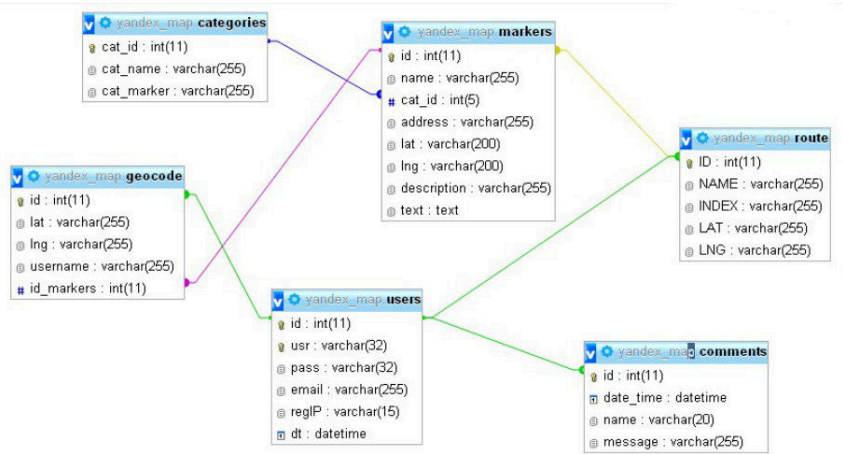 yandex_map categories
cat_id : int(11)
cat_name : varchar(255)
cat_marker : varchar(255)
yandex_map markers
id : int(11)
name : varchar(255)
cat_id : int(5)
address : varchar(255)
lat : varchar(200)
lng : varchar(200)
description : varchar(255)
text : text
yandex_map route
ID : int(11)
NAME : varchar(255)
INDEX : varchar(255)
LAT : varchar(255)
LNG : varchar(255)
yandex_map geocode
id : int(11)
lat : varchar(255)
lng : varchar(255)
username : varchar(255)
id_markers : int(11)
yandex_map users
id : int(11)
usr : varchar(32)
pass : varchar(32)
email : varchar(255)
regIP : varchar(15)
dt : datetime
yandex_map comments
id : int(11)
date_time : datetime
name : varchar(20)
message : varchar(255)